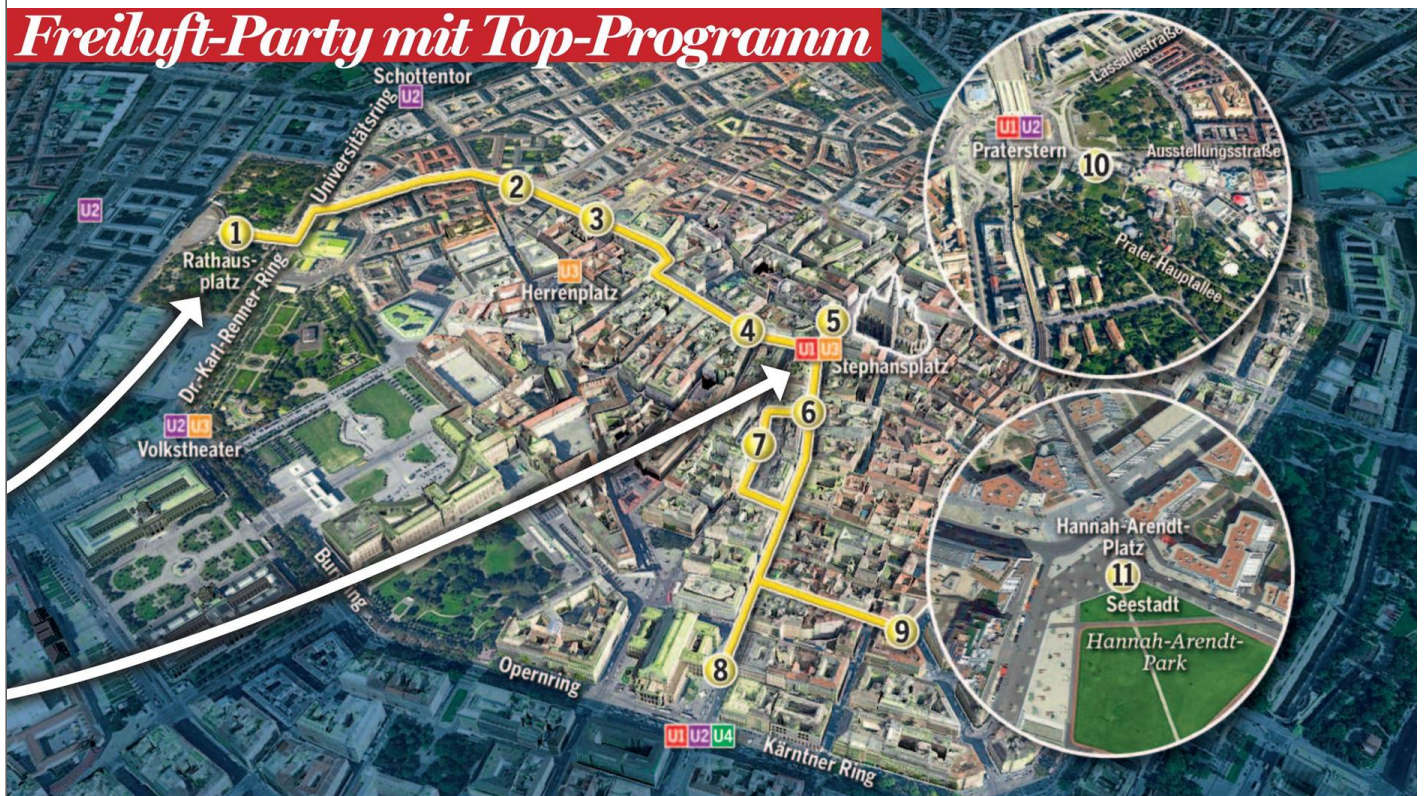 Freiluft-Party mit Top-Programm
Schottentor
U2
Universitätsring
U2
1
Rathaus-
platz
2
3
U3
Herrenplatz
Dr.-Karl-Renner-Ring
4
5
U1 U3
Stephansplatz
U2 U3
Volkstheater
6
7
Burgring
Opernring
8
9
U1 U2 U4
Kärntner Ring
Lassallestraße
U1 U2
Praterstern
10
Ausstellungsstraße
Prater Hauptallee
Hannah-Arendt-
Platz
11
Seestadt
Hannah-Arendt-
Park